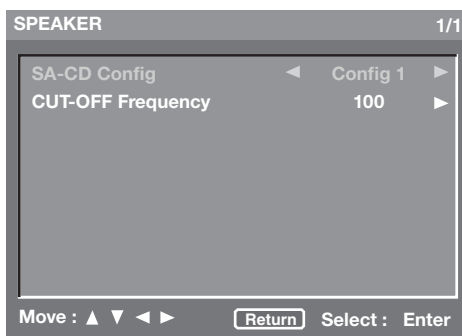 SPEAKER 1/1
SA-CD Config ◄ Config 1 ►
CUT-OFF Frequency 100 ►
Move : ▲ ▼ ◄ ► Return Select : Enter